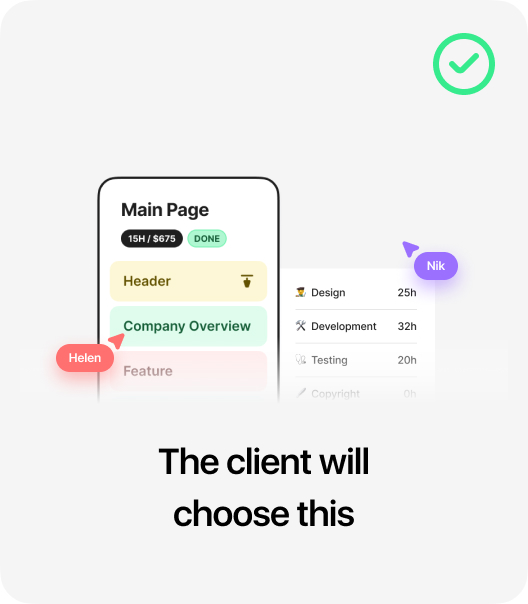 Main Page
15H / $675
DONE
Header
Company Overview
Feature
Helen
Nik
Design 25h
Development 32h
Testing 20h
Copyright 0h
The client will
choose this